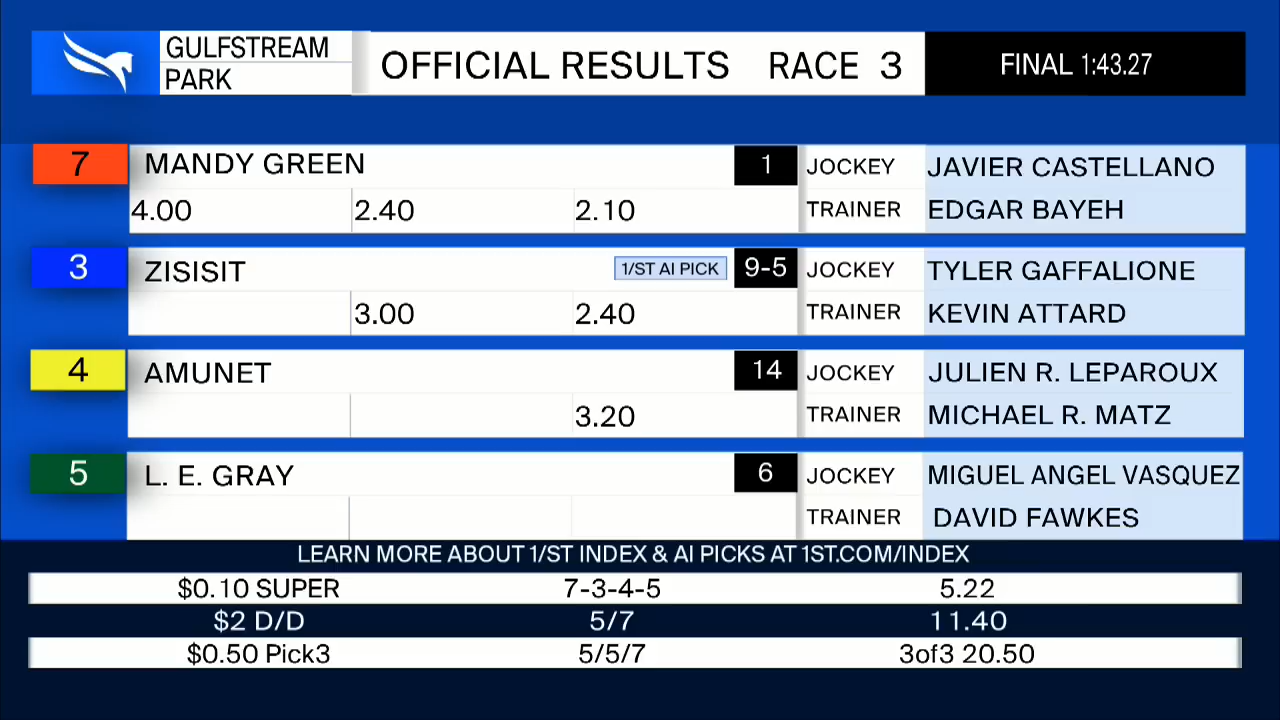 GULFSTREAM
PARK
OFFICIAL RESULTS RACE 3
FINAL 1:43.27
7 MANDY GREEN 1 JOCKEY JAVIER CASTELLANO
4.00 2.40 2.10 TRAINER EDGAR BAYEH
3 ZISISIT 1/ST AI PICK 9-5 JOCKEY TYLER GAFFALIONE
3.00 2.40 TRAINER KEVIN ATTARD
4 AMUNET 14 JOCKEY JULIEN R. LEPAROUX
3.20 TRAINER MICHAEL R. MATZ
5 L. E. GRAY 6 JOCKEY MIGUEL ANGEL VASQUEZ
TRAINER DAVID FAWKES
LEARN MORE ABOUT 1/ST INDEX & AI PICKS AT 1ST.COM/INDEX
$0.10 SUPER 7-3-4-5 5.22
$2 D/D 5/7 11.40
$0.50 Pick3 5/5/7 3of3 20.50